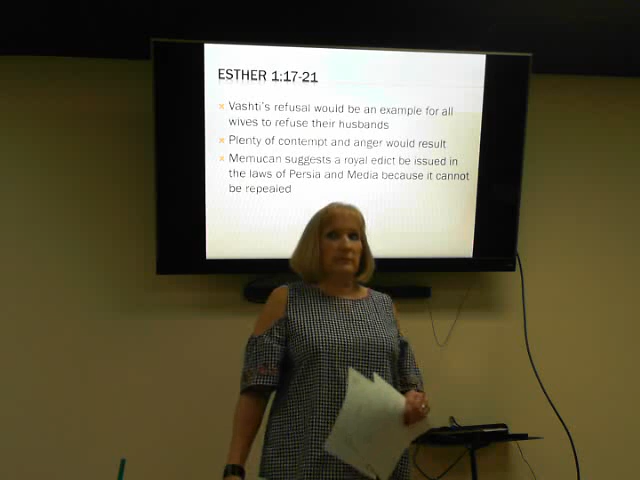 ESTHER 1:17-21
Vashti's refusal would be an example for all
wives to refuse their husbands
Plenty of contempt and anger would result
Memucan suggests a royal edict be issued in
the laws of Persia and Media because it cannot
be repealed